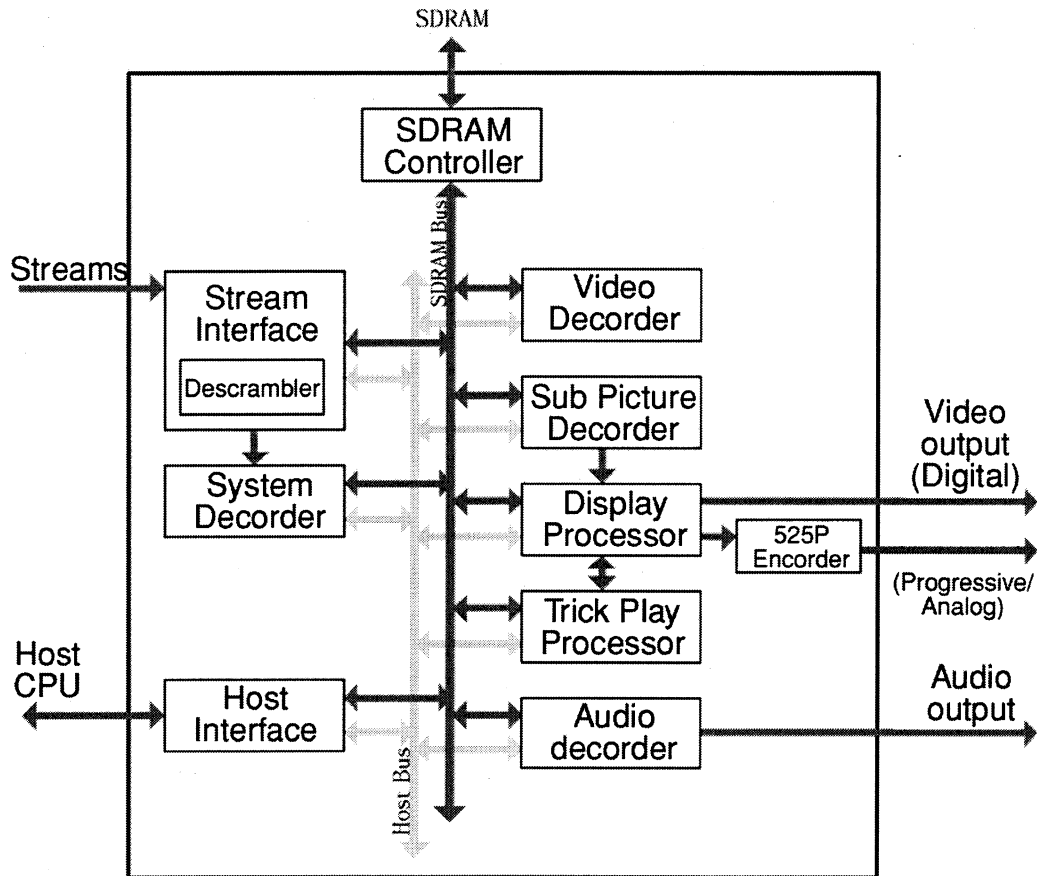 SDRAM
SDRAM
Controller
SDRAM Bus
Streams
Stream
Interface
Descrambler
Video
Decorder
Sub Picture
Decorder
Video
output
(Digital)
System
Decorder
Display
Processor
525P
Encorder
(Progressive/
Analog)
Trick Play
Processor
Host
CPU
Host
Interface
Host Bus
Audio
decorder
Audio
output